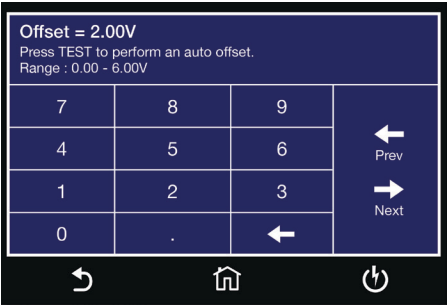 Offset = 2.00V
Press TEST to perform an auto offset.
Range : 0.00 - 6.00V
7 8 9
4 5 6
Prev
1 2 3
Next
0 .